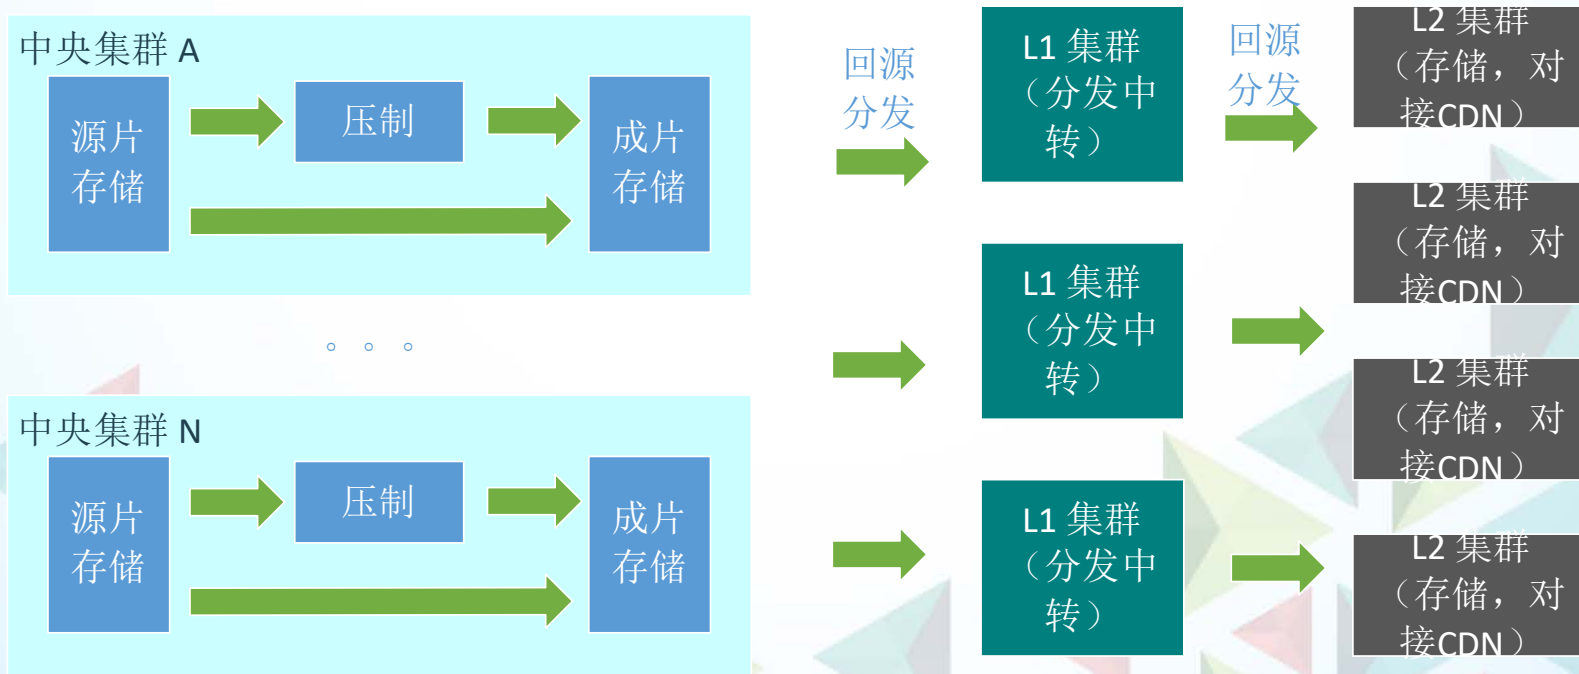 中央集群 A
源片
存储
压制
成片
存储
。。。
中央集群 N
源片
存储
压制
成片
存储
回源
分发
L1 集群
（分发中
转）
L1 集群
（分发中
转）
L1 集群
（分发中
转）
回源
分发
L2 集群
（存储，对
接CDN）
L2 集群
（存储，对
接CDN）
L2 集群
（存储，对
接CDN）
L2 集群
（存储，对
接CDN）